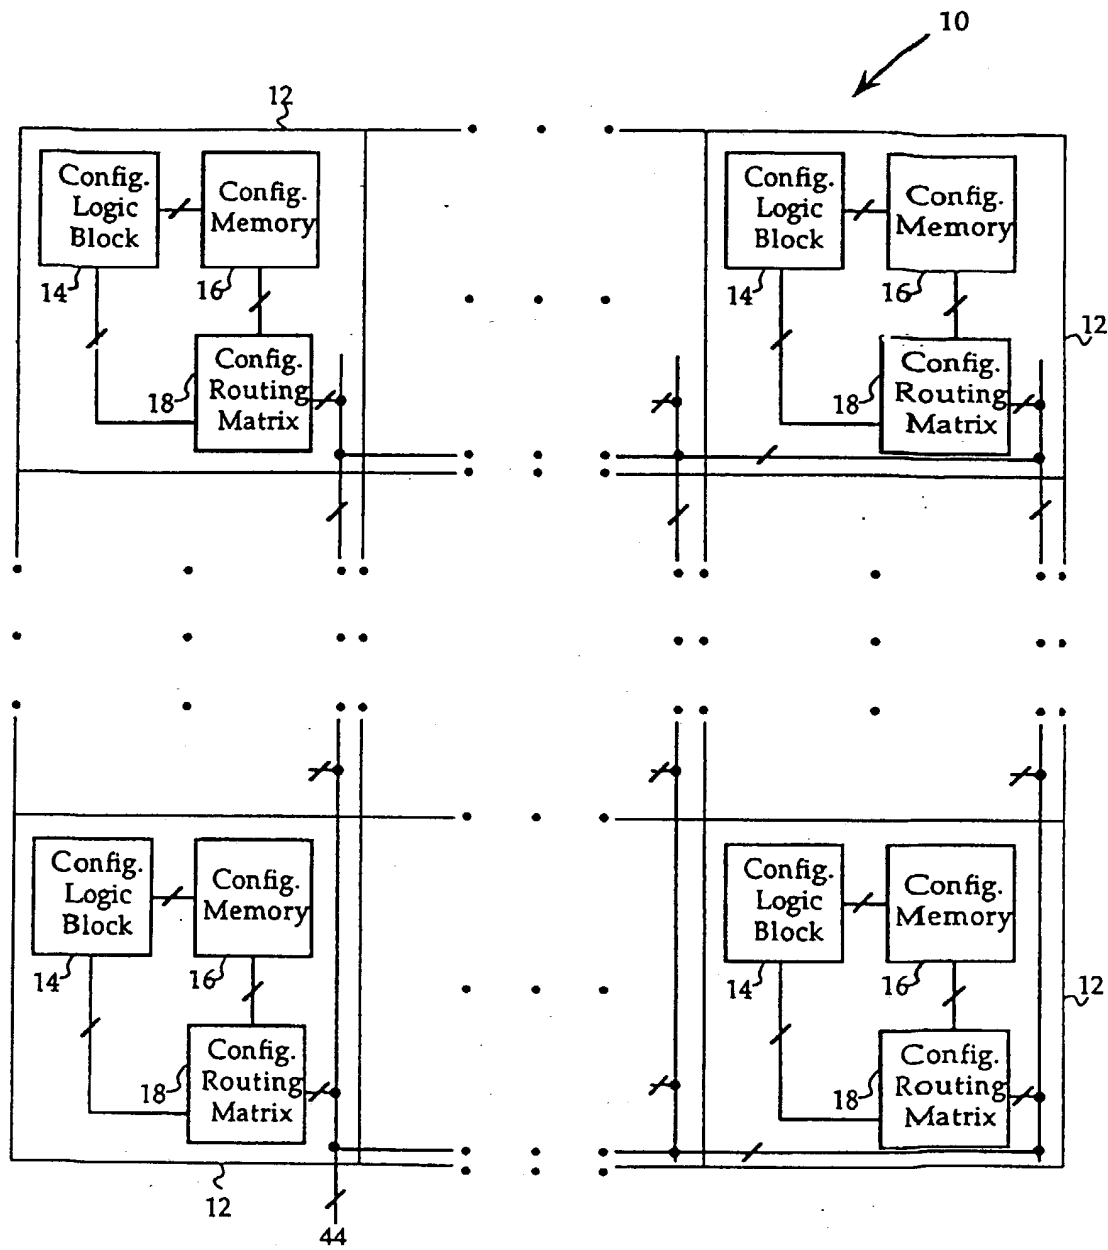 10
12
Config.
Logic
Block
Config.
Memory
14
16
Config.
Routing
Matrix
18
Config.
Logic
Block
Config.
Memory
14
16
12
Config.
Routing
Matrix
18
Config.
Logic
Block
Config.
Memory
14
16
Config.
Routing
Matrix
18
12
44
Config.
Logic
Block
Config.
Memory
14
16
12
Config.
Routing
Matrix
18